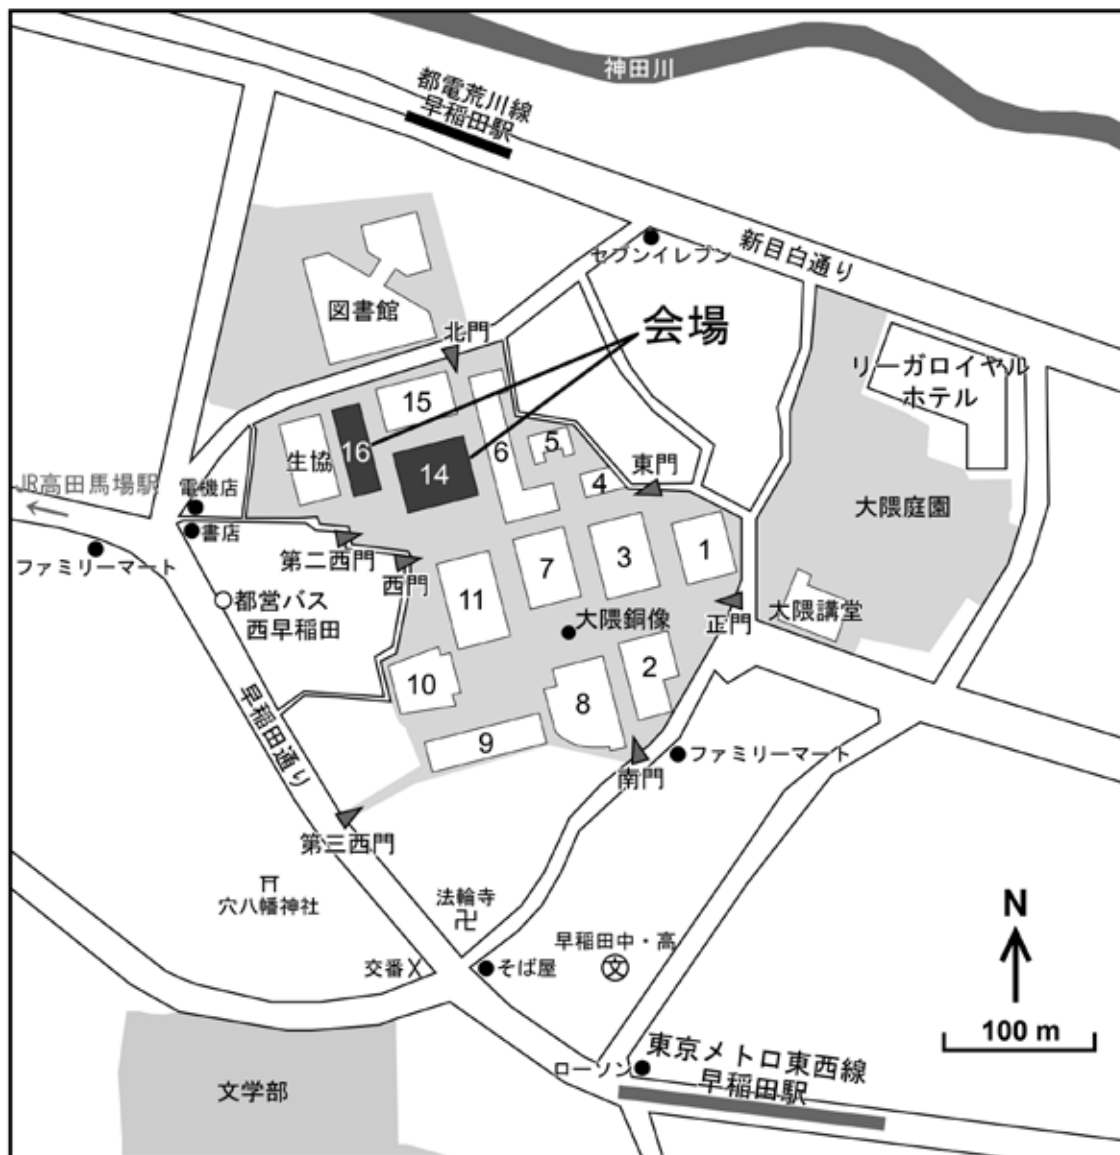 神田川
都電荒川線
早稲田駅
新目白通り
セブンイレブン
図書館
北門
会場
リーガロイヤル
ホテル
15
16
14
生協
6
5
4
東門
JR高田馬場駅
電機店
書店
ファミリーマート
第二西門
西門
大隈庭園
11
7
3
1
都営バス
西早稲田
大隈銅像
正門
大隈講堂
10
2
8
9
早稲田通り
ファミリーマート
南門
第三西門
穴八幡神社
法輪寺
卍
早稲田中・高
文
交番
そば屋
N
100 m
ローソン
東京メトロ東西線
早稲田駅
文学部